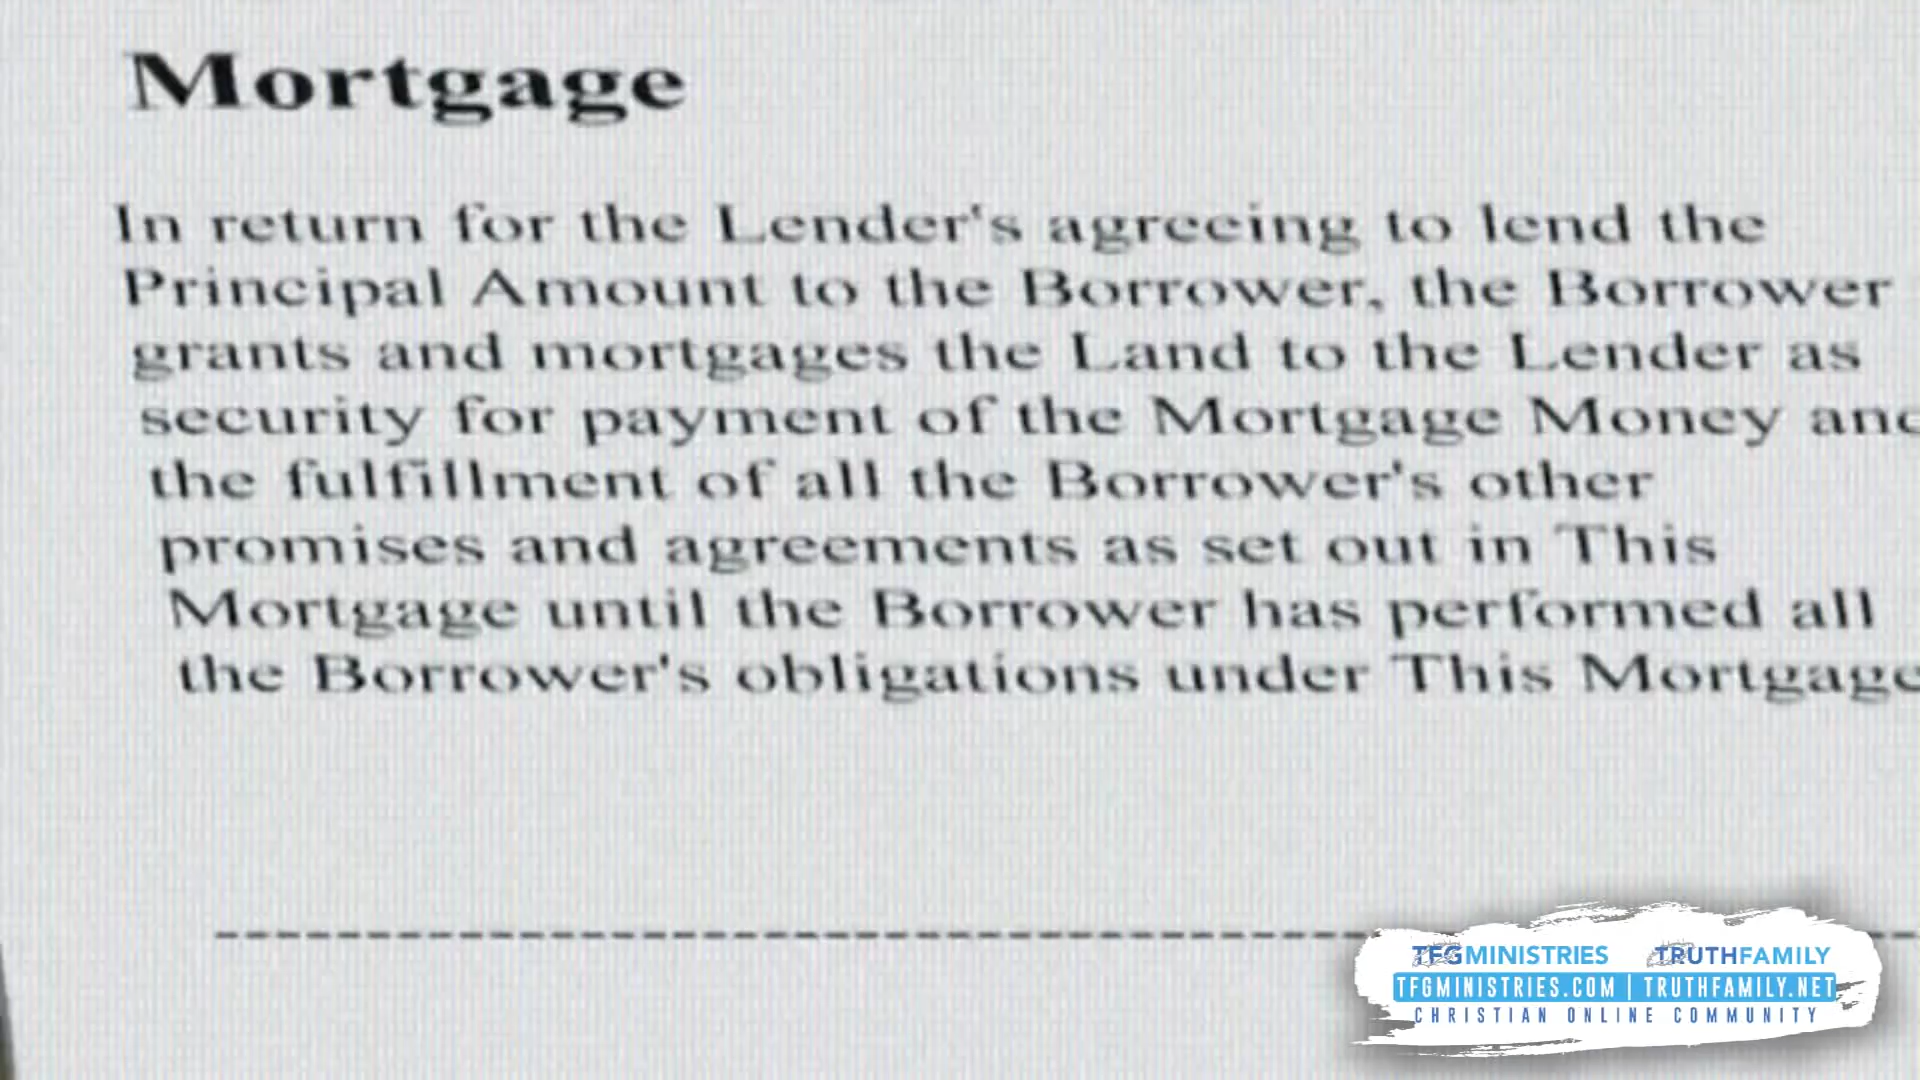 Mortgage
In return for the Lender's agreeing to lend the
Principal Amount to the Borrower, the Borrower
grants and mortgages the Land to the Lender as
security for payment of the Mortgage Money and
the fulfillment of all the Borrower's other
promises and agreements as set out in This
Mortgage until the Borrower has performed all
the Borrower's obligations under This Mortgage
TFGMINISTRIES TRUTHFAMILY
TFGMINISTRIES.COM | TRUTHFAMILY.NET
CHRISTIAN ONLINE COMMUNITY